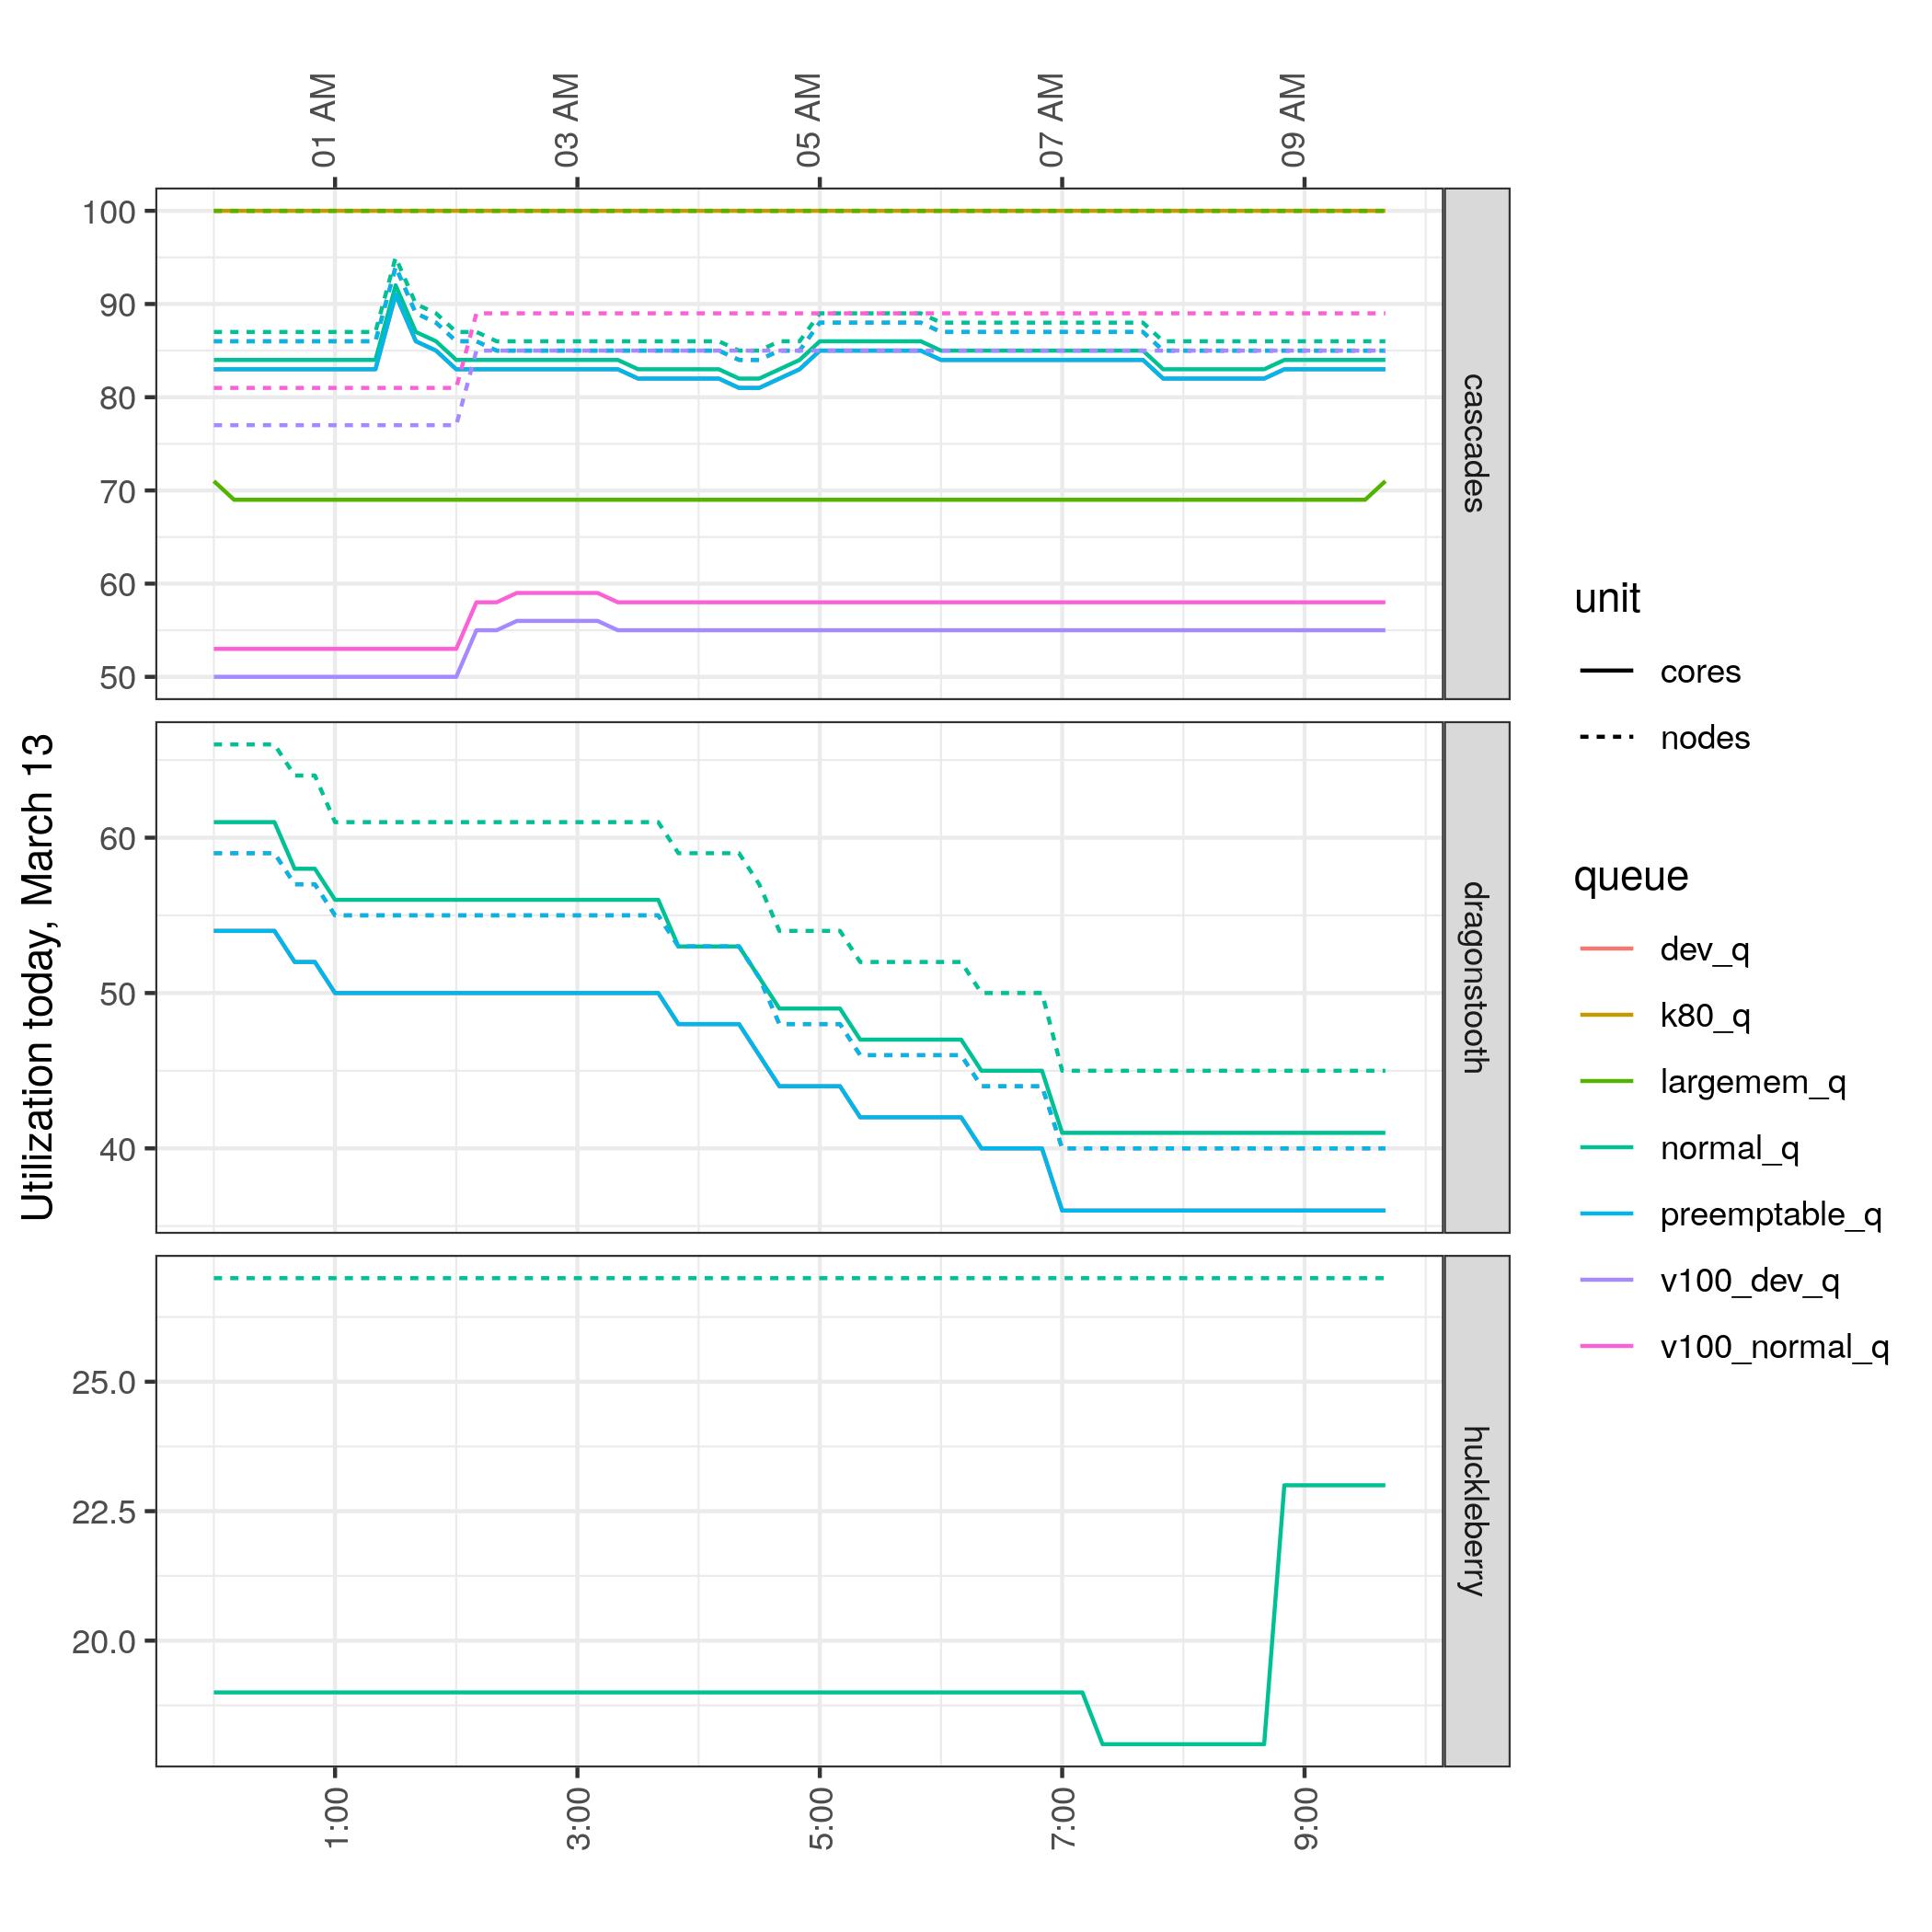 01 AM
03 AM
05 AM
07 AM
09 AM
Utilization today, March 13
100
90
80
70
60
50
cascades
60
50
40
dragonstooth
25.0
22.5
20.0
huckleberry
1:00
3:00
5:00
7:00
9:00
unit
cores
nodes
queue
dev_q
k80_q
largemem_q
normal_q
preemptable_q
v100_dev_q
v100_normal_q